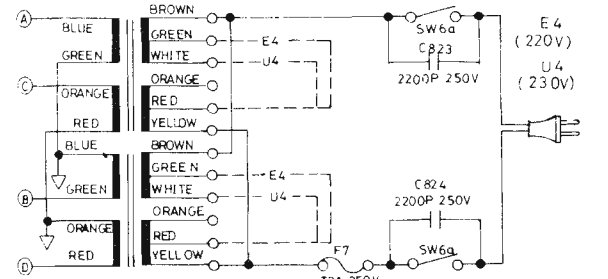 A
BROWN
BLUE
GREEN
E4
GREEN
WHITE
U4
ORANGE
C
ORANGE
RED
RED
YELLOW
BLUE
BROWN
GREEN
E4
GREEN
WHITE
U4
B
ORANGE
ORANGE
RED
RED
YELLOW
D
F7
SW6a
C823
2200P 250V
C824
2200P 250V
SW6a
E4
(220V)
U4
(230V)